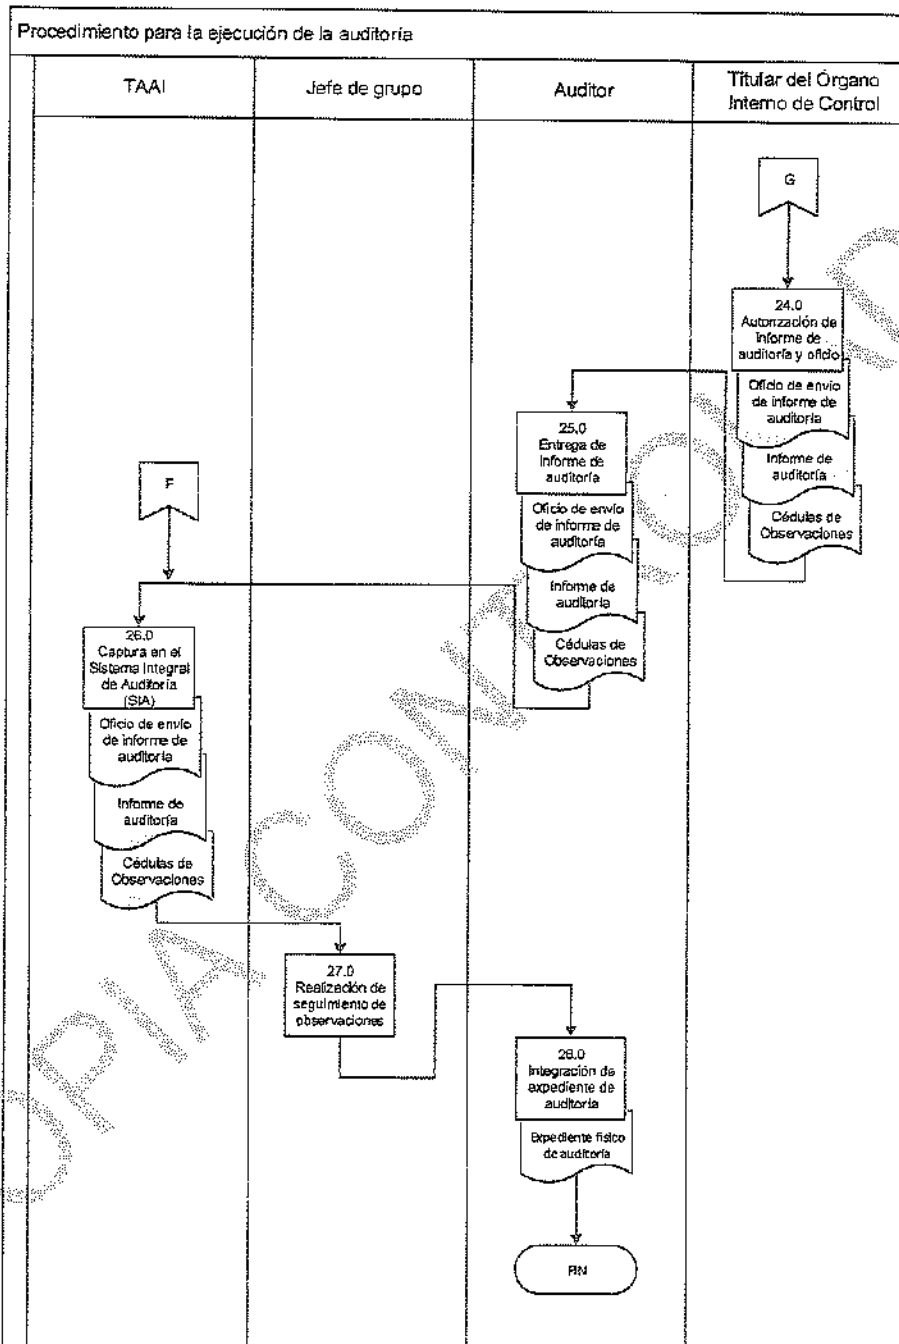 Procedimiento para la ejecución de la auditoría
TAAI
Jefe de grupo
Auditor
Titular del Órgano
Interno de Control
G
24.0
Autorización de
Informe de
auditoría y oficio
Oficio de envío
de informe de
auditoría
Informe de
auditoría
Cédulas de
Observaciones
25.0
Entrega de
Informe de
auditoría
Oficio de envío
de informe de
auditoría
Informe de
auditoría
Cédulas de
Observaciones
F
26.0
Captura en el
Sistema Integral
de Auditoría
(SIA)
Oficio de envío
de informe de
auditoría
Informe de
auditoría
Cédulas de
Observaciones
27.0
Realización de
seguimiento de
observaciones
28.0
Integración de
expediente de
auditoría
Expediente físico
de auditoría
FIN